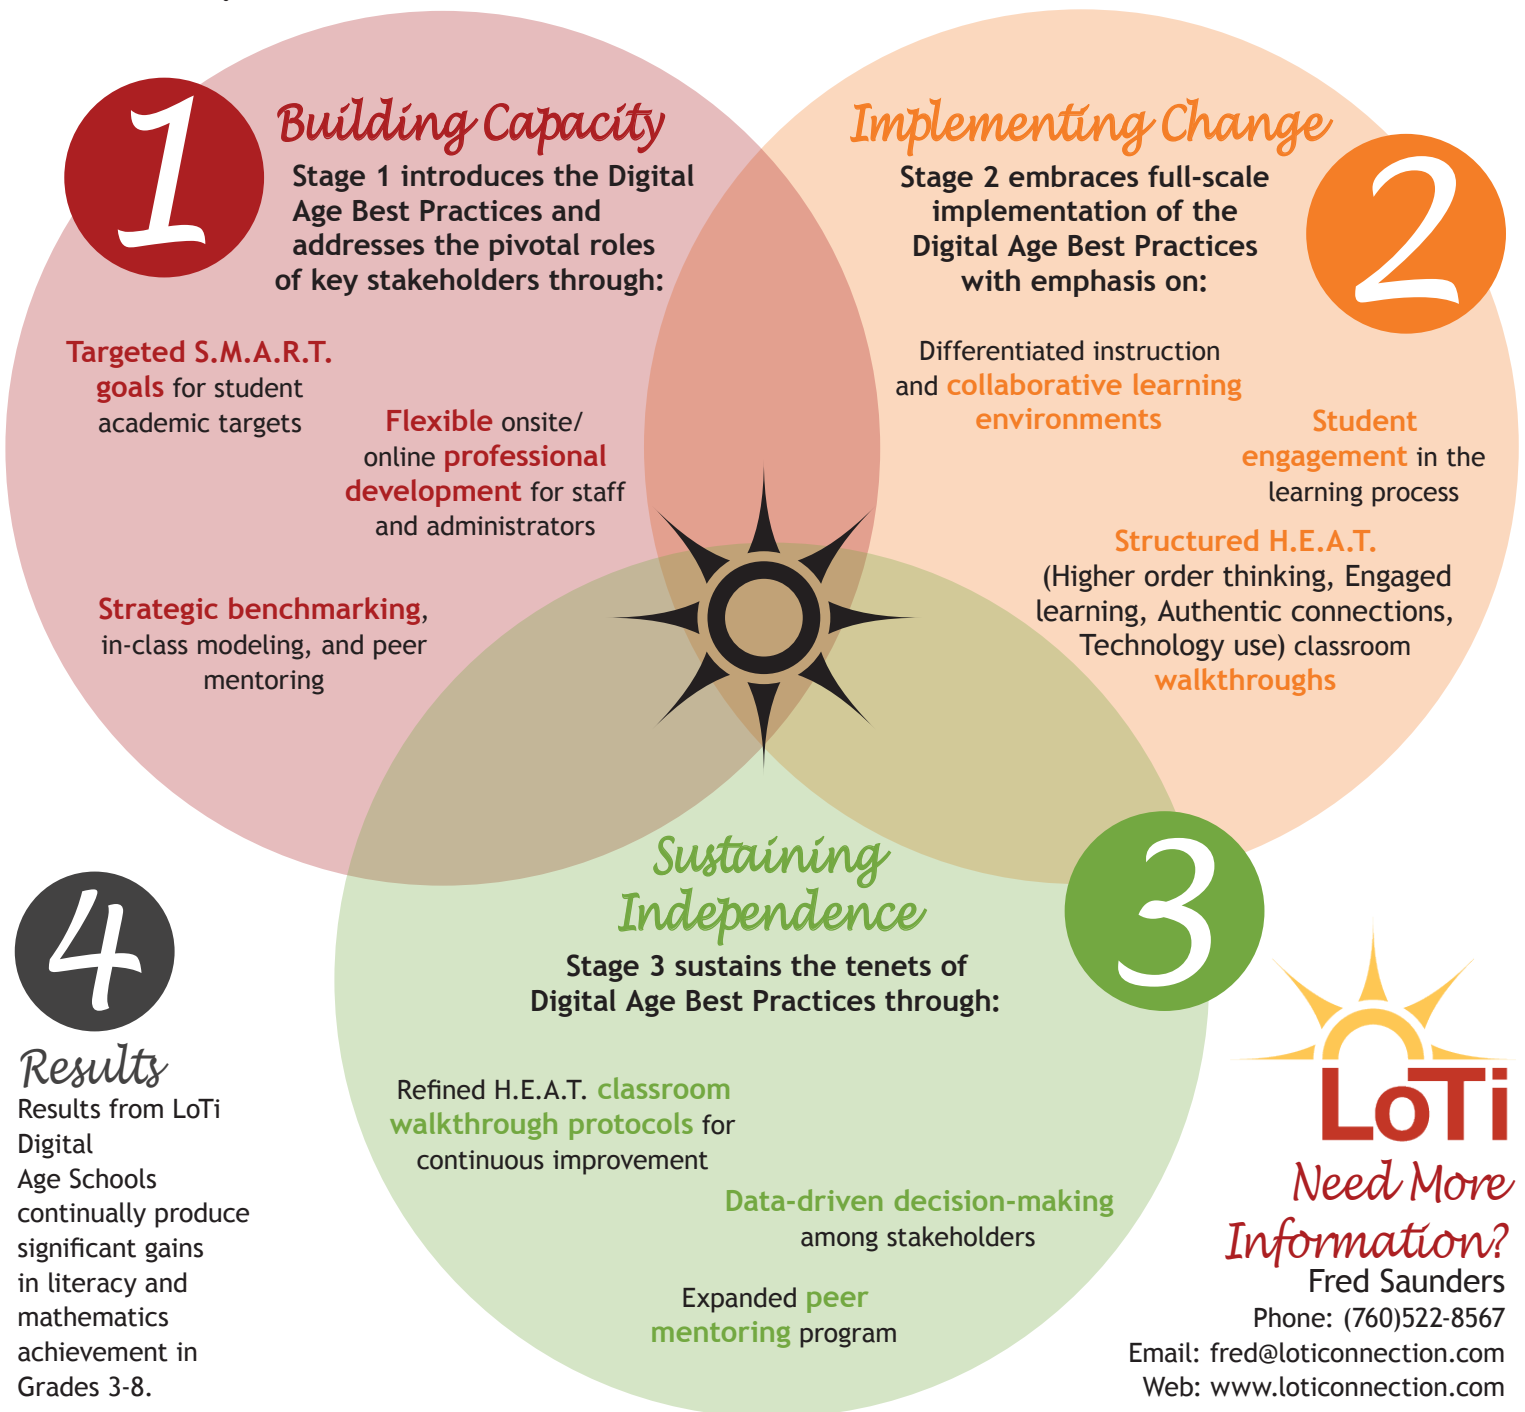 1
Building Capacity
Stage 1 introduces the Digital
Age Best Practices and
addresses the pivotal roles
of key stakeholders through:
Targeted S.M.A.R.T.
goals for student
academic targets
Flexible onsite/
online professional
development for staff
and administrators
Strategic benchmarking,
in-class modeling, and peer
mentoring
Implementing Change
2
Stage 2 embraces full-scale
implementation of the
Digital Age Best Practices
with emphasis on:
Differentiated instruction
and collaborative learning
environments
Student
engagement in the
learning process
Structured H.E.A.T.
(Higher order thinking, Engaged
learning, Authentic connections,
Technology use) classroom
walkthroughs
3
Sustaining
Independence
Stage 3 sustains the tenets of
Digital Age Best Practices through:
Refined H.E.A.T. classroom
walkthrough protocols for
continuous improvement
Data-driven decision-making
among stakeholders
Expanded peer
mentoring program
4
Results
Results from LoTi
Digital
Age Schools
continually produce
significant gains
in literacy and
mathematics
achievement in
Grades 3-8.
LoTi
Need More
Information?
Fred Saunders
Phone: (760)522-8567
Email: fred@loticonnection.com
Web: www.loticonnection.com